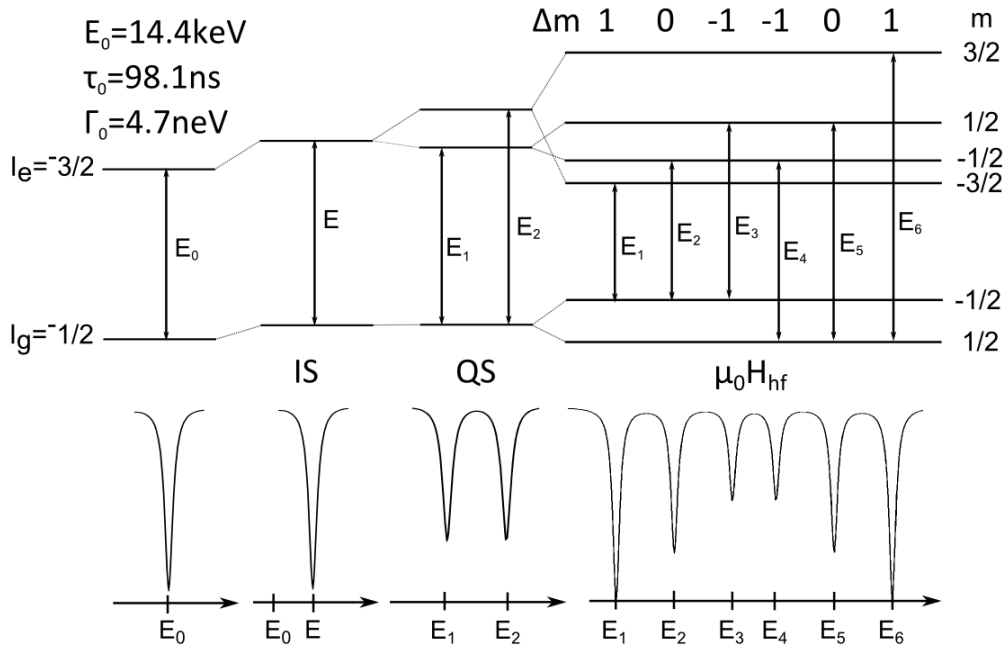 Δm 1 0 -1 -1 0 1 m
E₀=14.4keV
τ₀=98.1ns
Γ₀=4.7neV
3/2
1/2
-1/2
-3/2
Iₑ=⁻3/2
E₀
E
E₁
E₂
E₁
E₂
E₃
E₄
E₅
E₆
-1/2
1/2
I_g=⁻1/2
IS QS μ₀H_hf
E₀ E₀ E E₁ E₂ E₁ E₂ E₃ E₄ E₅ E₆